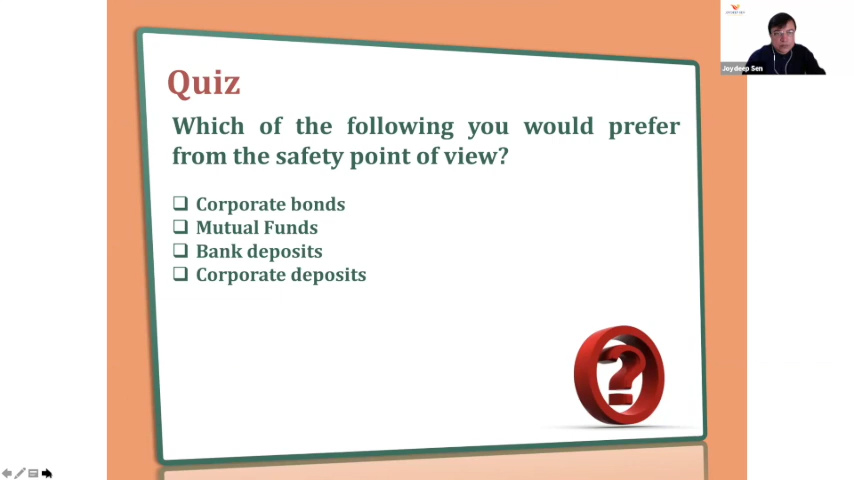 Quiz
Which of the following you would prefer
from the safety point of view?
❑ Corporate bonds
❑ Mutual Funds
❑ Bank deposits
❑ Corporate deposits
?
Joydeep Sen